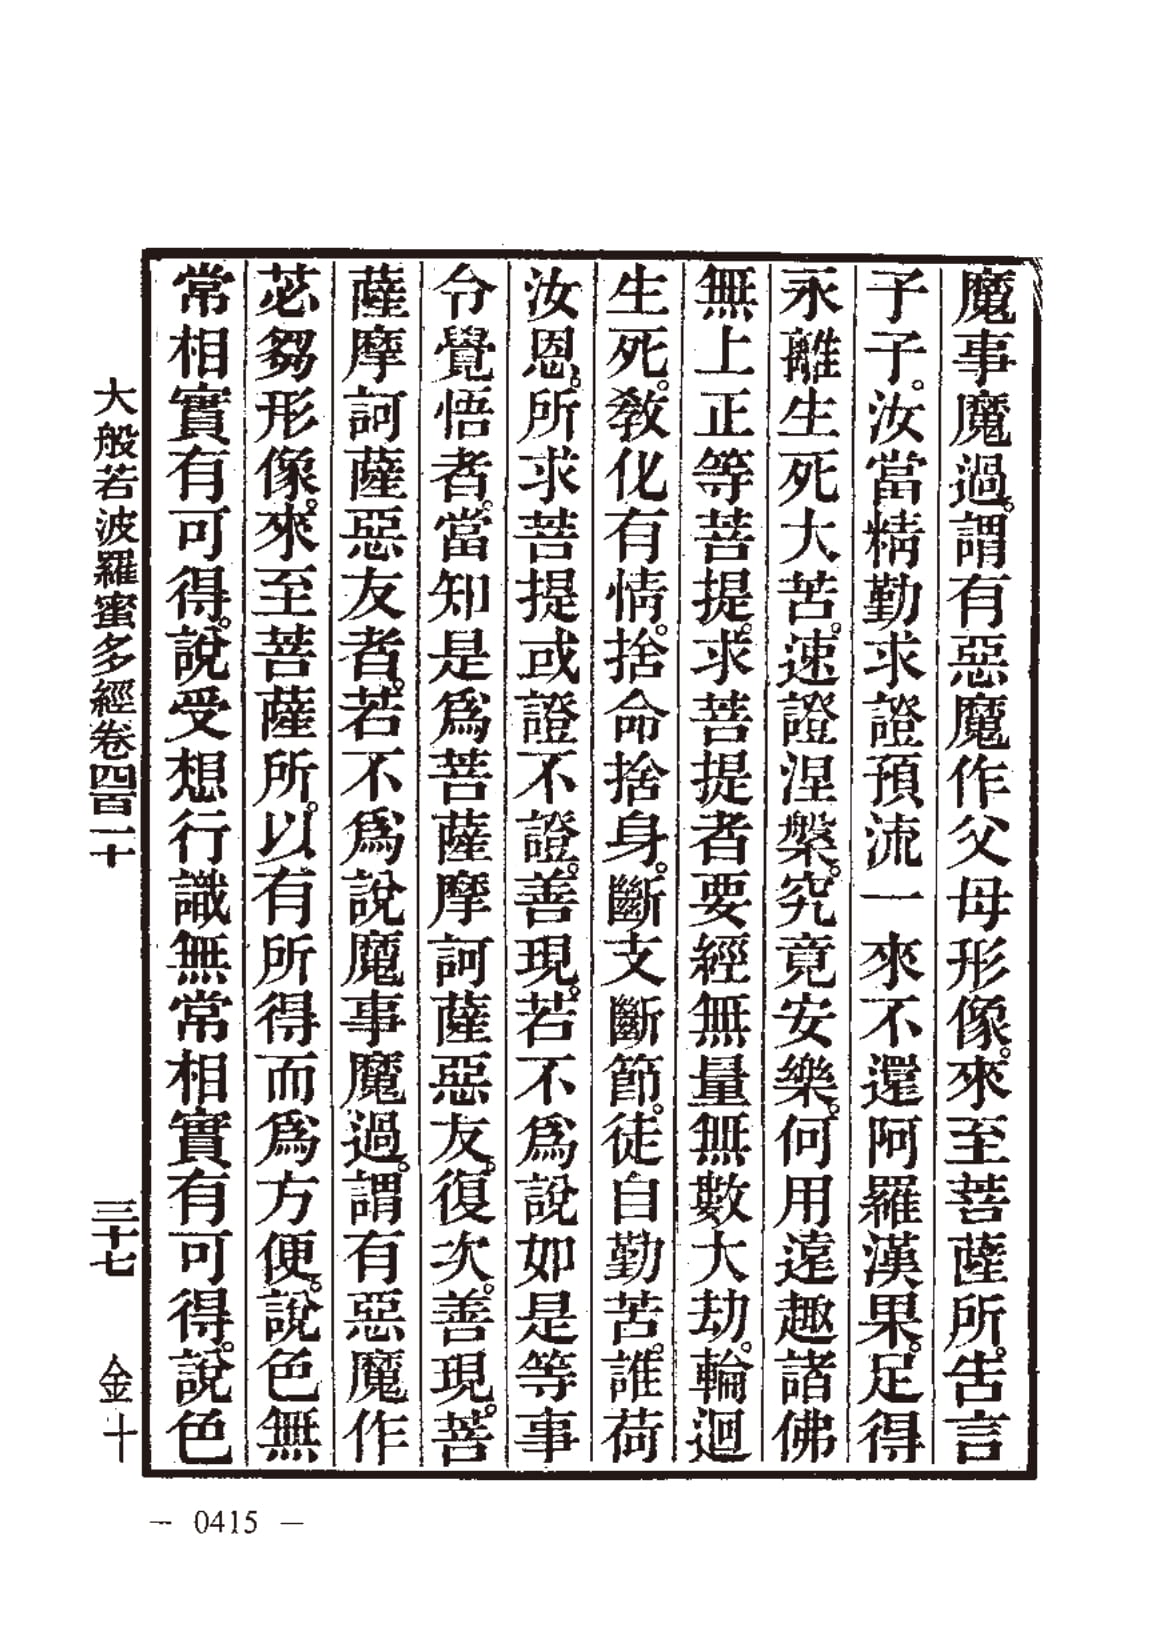 魔事魔過。謂有惡魔作父母形像。來至菩薩所。告言
子子。汝當精勤求證預流一來不還阿羅漢果。足得
永離生死大苦。速證涅槃。究竟安樂。何用遠趣諸佛
無上正等菩提。求菩提者要經無量無數大劫。輪迴
生死。教化有情。捨命捨身。斷支斷節。徒自勤苦。誰荷
汝恩。所求菩提或證不證。善現。若不爲說如是等事
令覺悟者。當知是爲菩薩摩訶薩惡友。復次。善現。菩
薩摩訶薩惡友者。若不爲說魔事魔過。謂有惡魔作
苾芻形像。來至菩薩所。以有所得而爲方便。說色無
常相實有可得。說受想行識無常相實有可得。說色
大般若波羅蜜多經卷四百一十 三十七 金十
— 0415 —